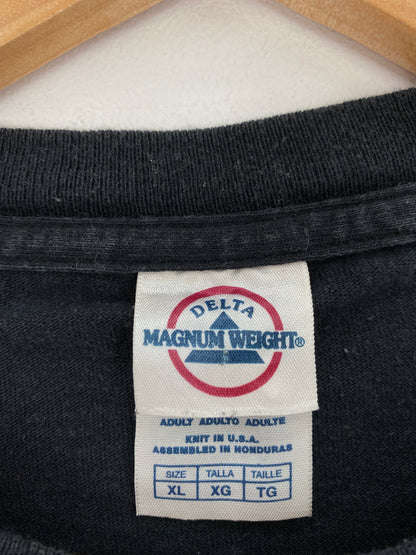 DELTA
MAGNUM WEIGHT®
ADULT ADULTO ADULTE
KNIT IN U.S.A.
ASSEMBLED IN HONDURAS
SIZE TALLA TAILLE
XL XG TG